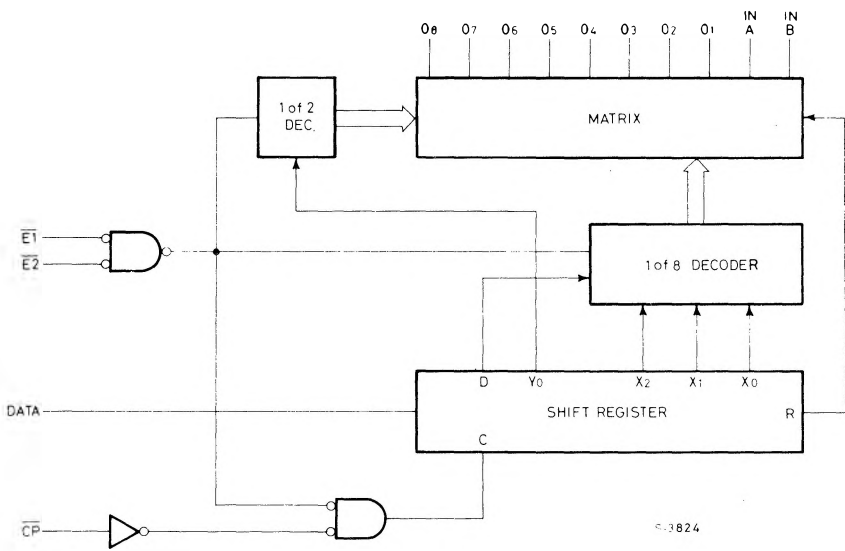 O8 O7 O6 O5 O4 O3 O2 O1 IN A IN B
1 of 2 DEC.
MATRIX
E1
E2
1 of 8 DECODER
D Y0 X2 X1 X0
DATA
SHIFT REGISTER
R
C
CP
S-3824